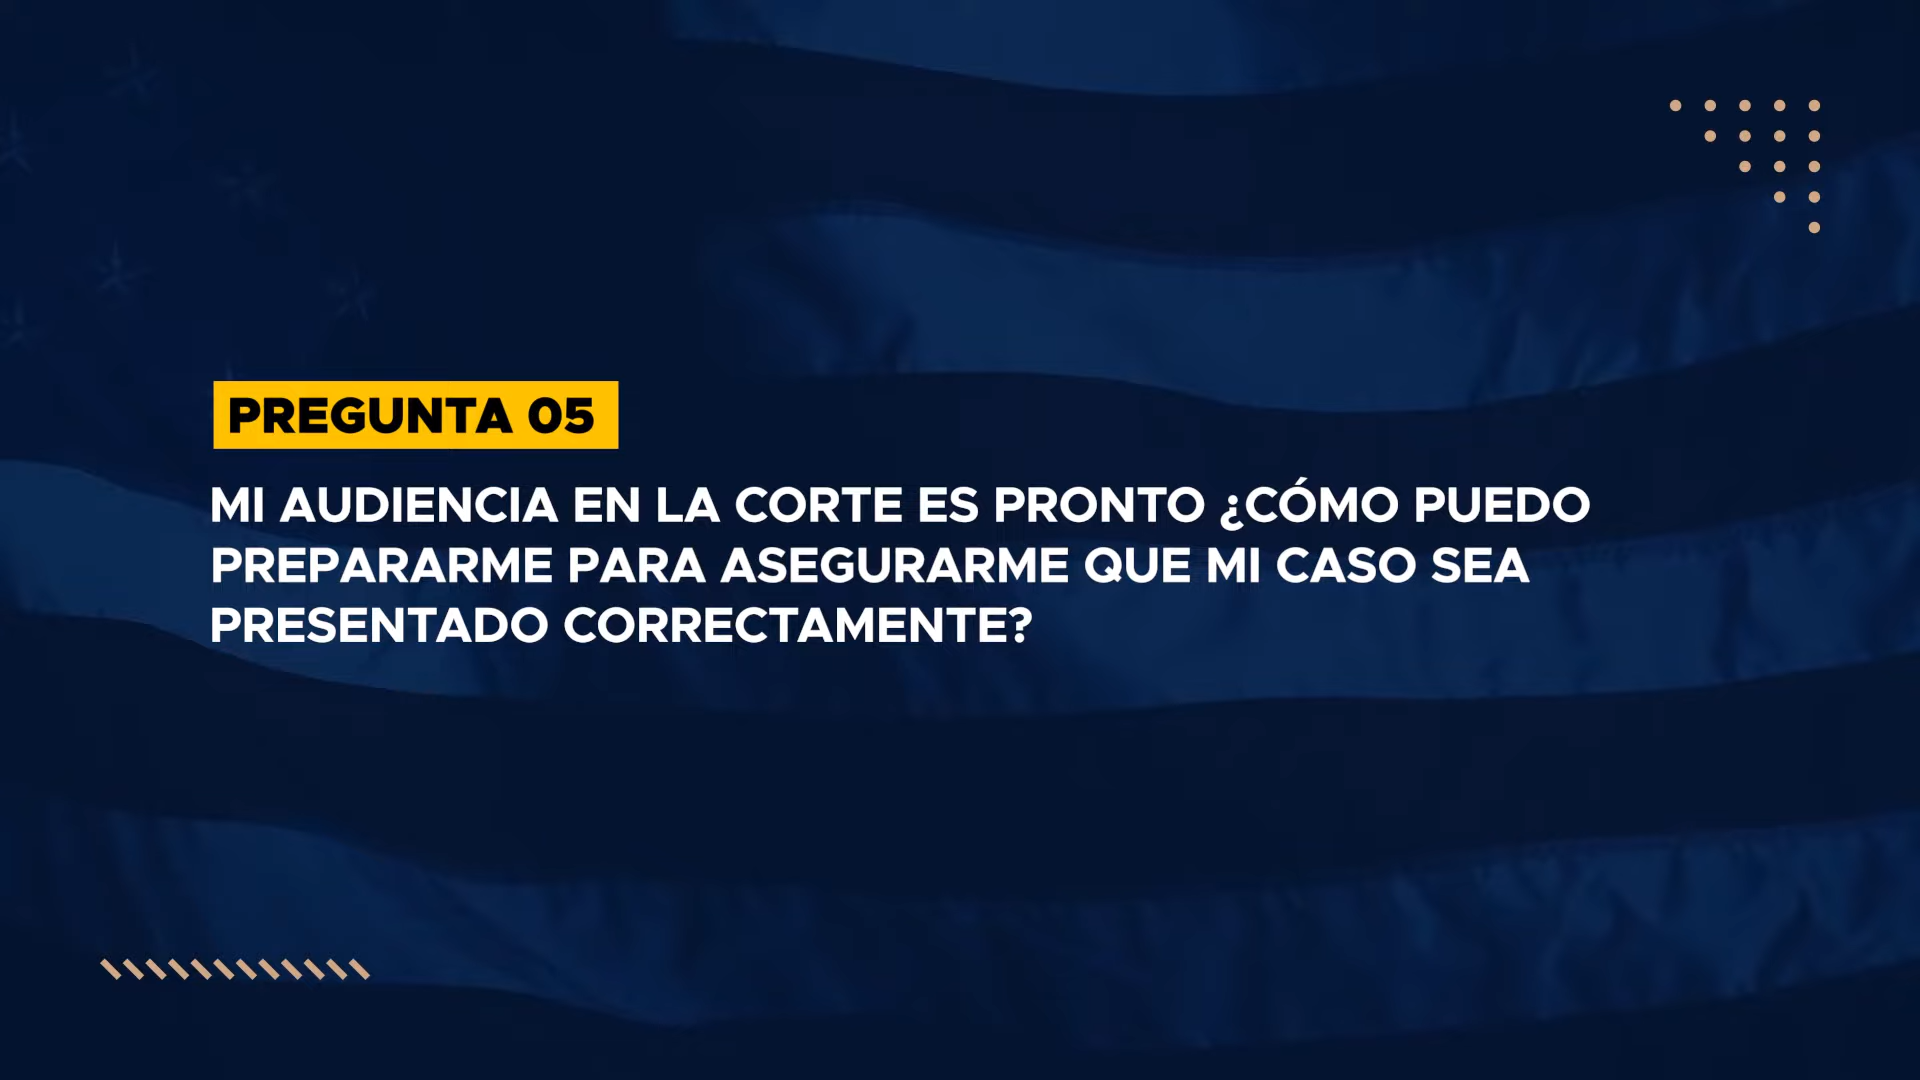 PREGUNTA 05
MI AUDIENCIA EN LA CORTE ES PRONTO ¿CÓMO PUEDO
PREPARARME PARA ASEGURARME QUE MI CASO SEA
PRESENTADO CORRECTAMENTE?